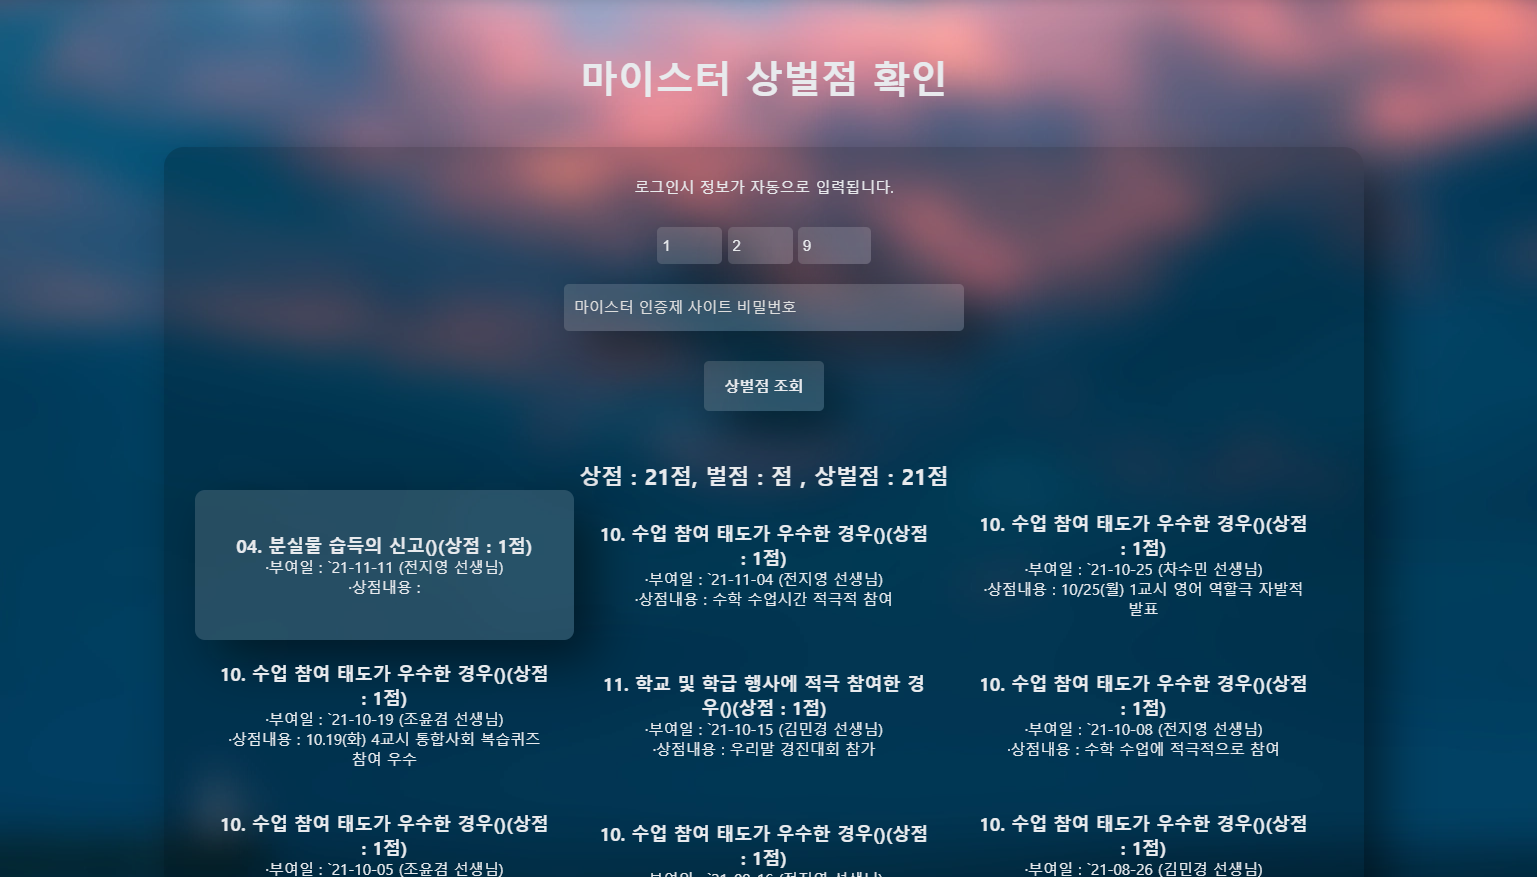 마이스터 상벌점 확인
로그인시 정보가 자동으로 입력됩니다.
1 2 9
마이스터 인증제 사이트 비밀번호
상벌점 조회
상점 : 21점, 벌점 : 점 , 상벌점 : 21점
04. 분실물 습득의 신고()(상점 : 1점)
·부여일 : `21-11-11 (전지영 선생님)
·상점내용 :
10. 수업 참여 태도가 우수한 경우()(상점
: 1점)
·부여일 : `21-11-04 (전지영 선생님)
·상점내용 : 수학 수업시간 적극적 참여
10. 수업 참여 태도가 우수한 경우()(상점
: 1점)
·부여일 : `21-10-25 (차수민 선생님)
·상점내용 : 10/25(월) 1교시 영어 역할극 자발적
발표
10. 수업 참여 태도가 우수한 경우()(상점
: 1점)
·부여일 : `21-10-19 (조윤겸 선생님)
·상점내용 : 10.19(화) 4교시 통합사회 복습퀴즈
참여 우수
11. 학교 및 학급 행사에 적극 참여한 경
우()(상점 : 1점)
·부여일 : `21-10-15 (김민경 선생님)
·상점내용 : 우리말 경진대회 참가
10. 수업 참여 태도가 우수한 경우()(상점
: 1점)
·부여일 : `21-10-08 (전지영 선생님)
·상점내용 : 수학 수업에 적극적으로 참여
10. 수업 참여 태도가 우수한 경우()(상점
: 1점)
·부여일 : `21-10-05 (조윤겸 선생님)
10. 수업 참여 태도가 우수한 경우()(상점
: 1점)
10. 수업 참여 태도가 우수한 경우()(상점
: 1점)
·부여일 : `21-08-26 (김민경 선생님)